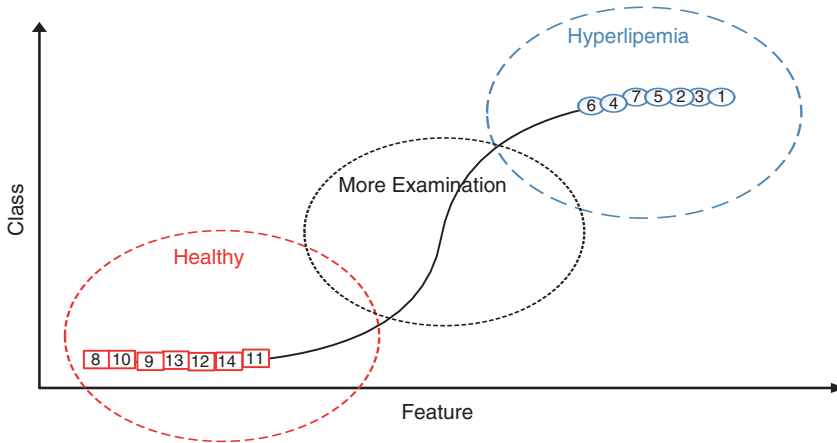 Hyperlipemia
6 4 7 5 2 3 1
More Examination
Class
Healthy
8 10 9 13 12 14 11
Feature